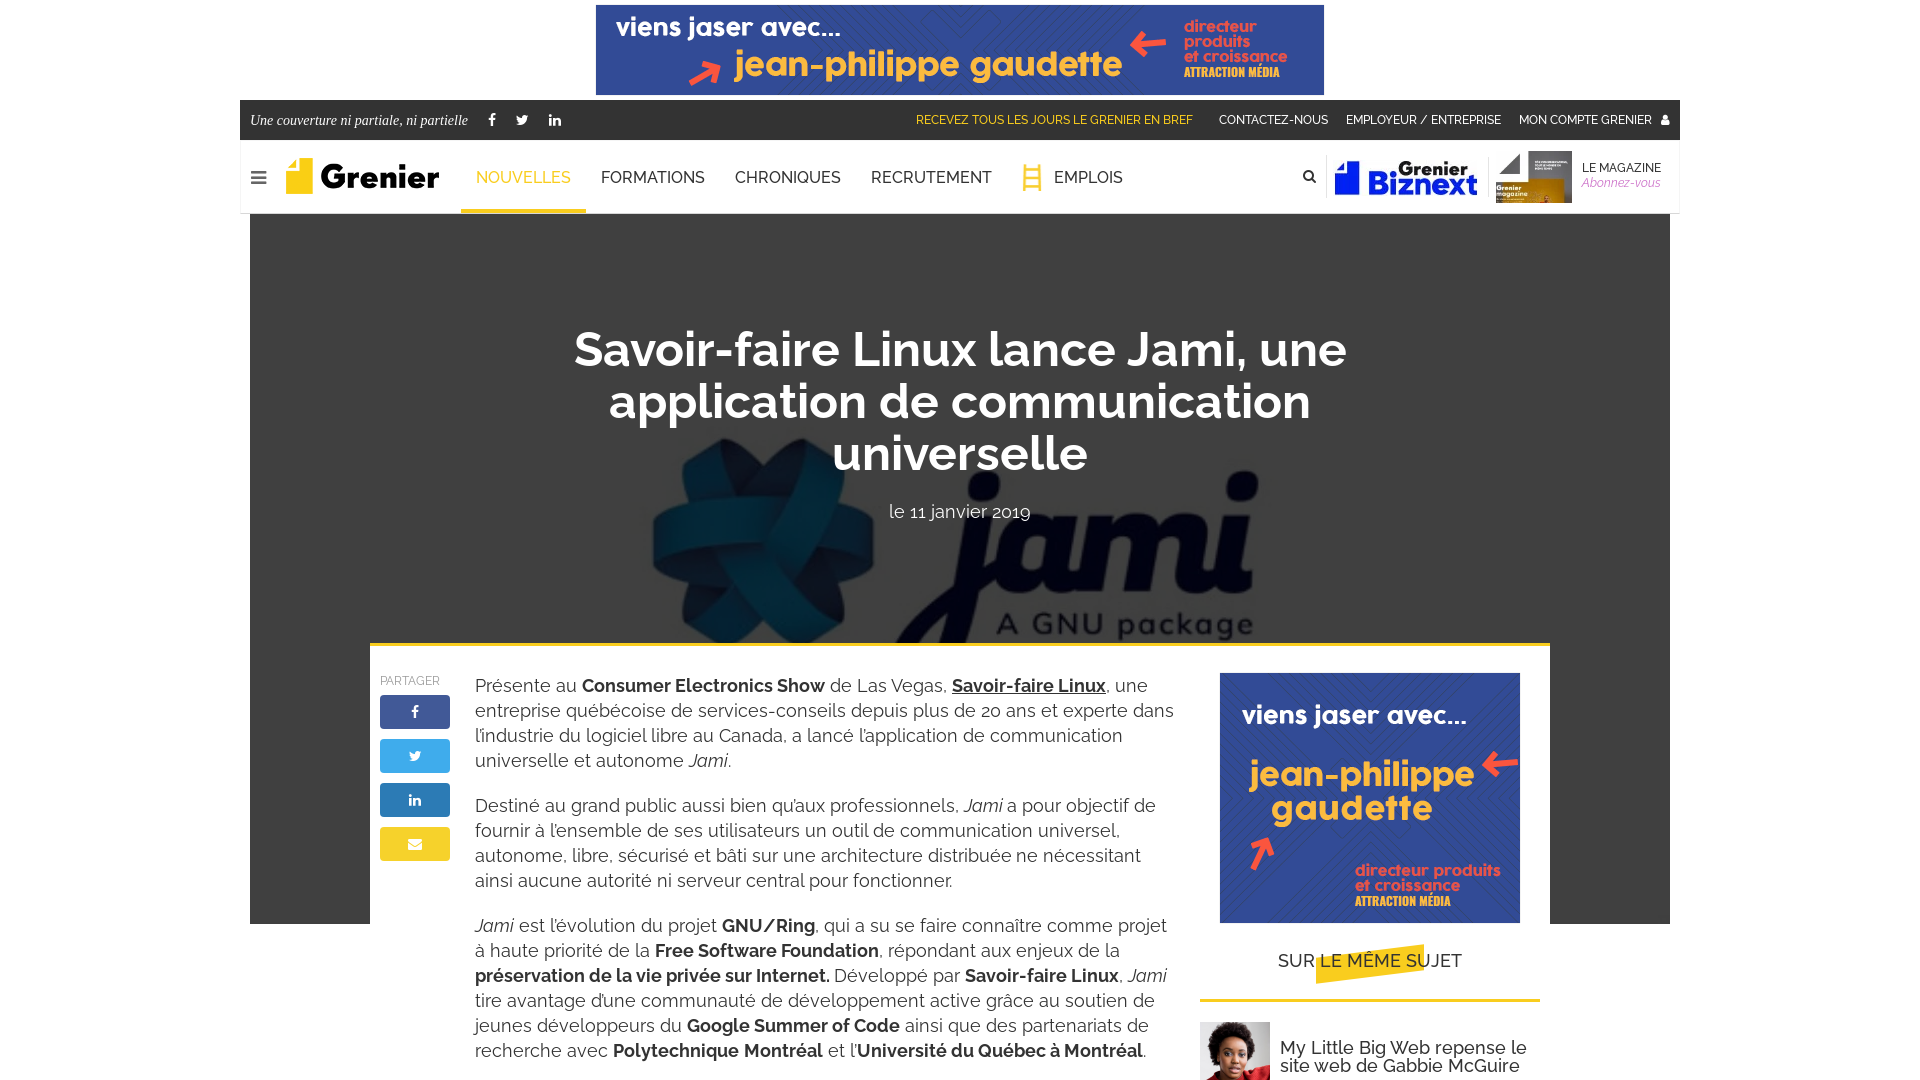 viens jaser avec...
jean-philippe gaudette
directeur
produits
et croissance
ATTRACTION MÉDIA
Une couverture ni partiale, ni partielle
RECEVEZ TOUS LES JOURS LE GRENIER EN BREF
CONTACTEZ-NOUS
EMPLOYEUR / ENTREPRISE
MON COMPTE GRENIER
Grenier
NOUVELLES
FORMATIONS
CHRONIQUES
RECRUTEMENT
EMPLOIS
Grenier
Biznext
Grenier
magazine
LE MAGAZINE
Abonnez-vous
Savoir-faire Linux lance Jami, une
application de communication
universelle
le 11 janvier 2019
jami
A GNU package
PARTAGER
Présente au Consumer Electronics Show de Las Vegas, Savoir-faire Linux, une
entreprise québécoise de services-conseils depuis plus de 20 ans et experte dans
l’industrie du logiciel libre au Canada, a lancé l’application de communication
universelle et autonome Jami.
Destiné au grand public aussi bien qu’aux professionnels, Jami a pour objectif de
fournir à l’ensemble de ses utilisateurs un outil de communication universel,
autonome, libre, sécurisé et bâti sur une architecture distribuée ne nécessitant
ainsi aucune autorité ni serveur central pour fonctionner.
Jami est l’évolution du projet GNU/Ring, qui a su se faire connaître comme projet
à haute priorité de la Free Software Foundation, répondant aux enjeux de la
préservation de la vie privée sur Internet. Développé par Savoir-faire Linux, Jami
tire avantage d’une communauté de développement active grâce au soutien de
jeunes développeurs du Google Summer of Code ainsi que des partenariats de
recherche avec Polytechnique Montréal et l’Université du Québec à Montréal.
viens jaser avec...
jean-philippe
gaudette
directeur produits
et croissance
ATTRACTION MÉDIA
SUR LE MÊME SUJET
My Little Big Web repense le
site web de Gabbie McGuire